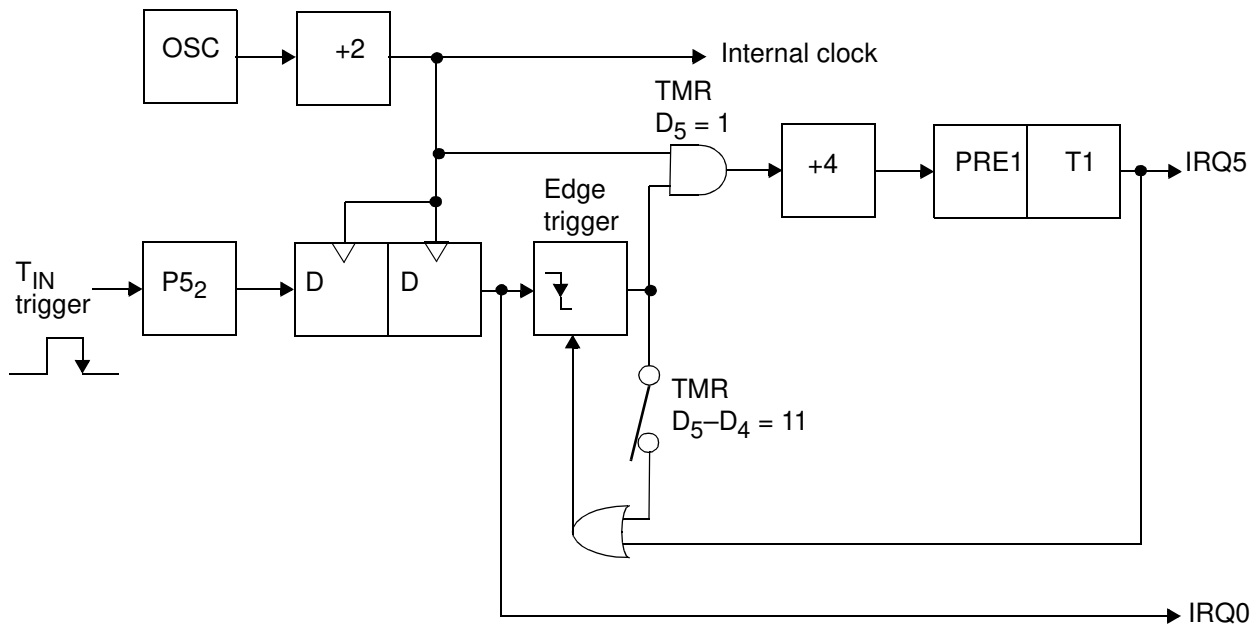 OSC
+2
Internal clock
TMR
D5 = 1
+4
PRE1
T1
IRQ5
Edge
trigger
TIN
trigger
P52
D
D
TMR
D5–D4 = 11
IRQ0